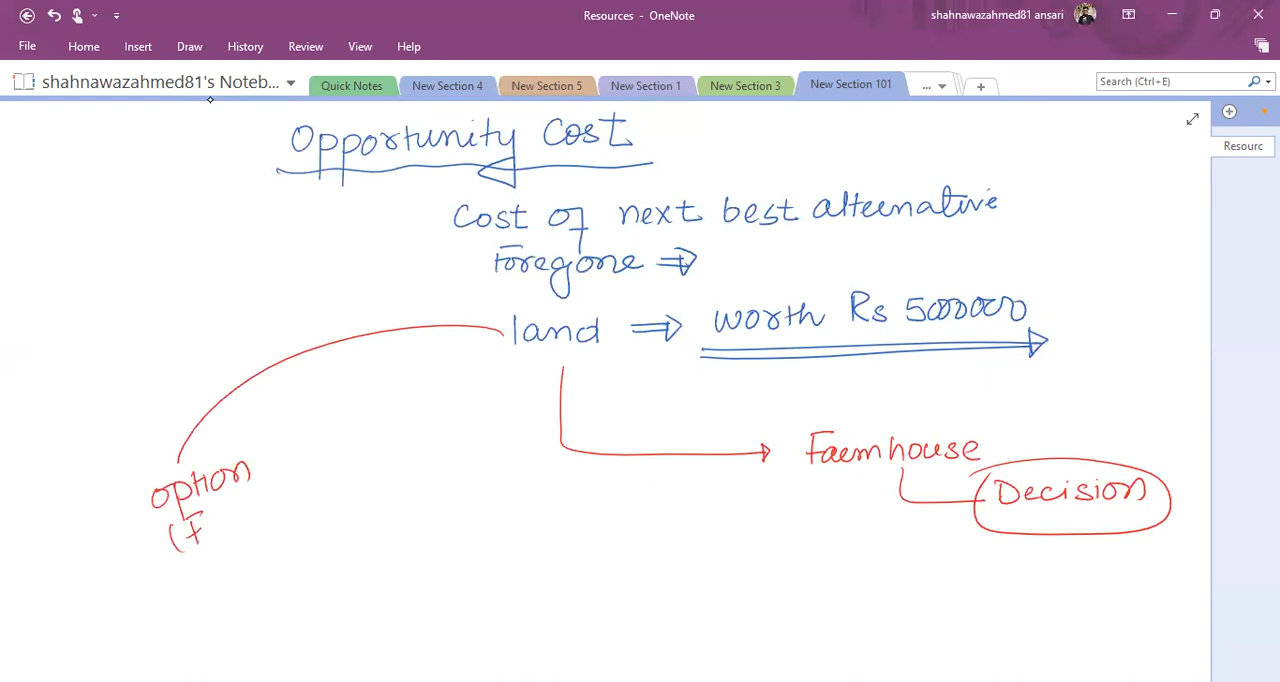 Resources - OneNote
shahnawazahmed81 ansari
File Home Insert Draw History Review View Help
shahnawazahmed81's Noteb...
Quick Notes
New Section 4
New Section 5
New Section 1
New Section 3
New Section 101
...
Search (Ctrl+E)
Resourc
Opportunity Cost
Cost of next best alternative
Foregone ⇒
land ⇒ worth Rs 5000000
Farmhouse
Decision
option
(F